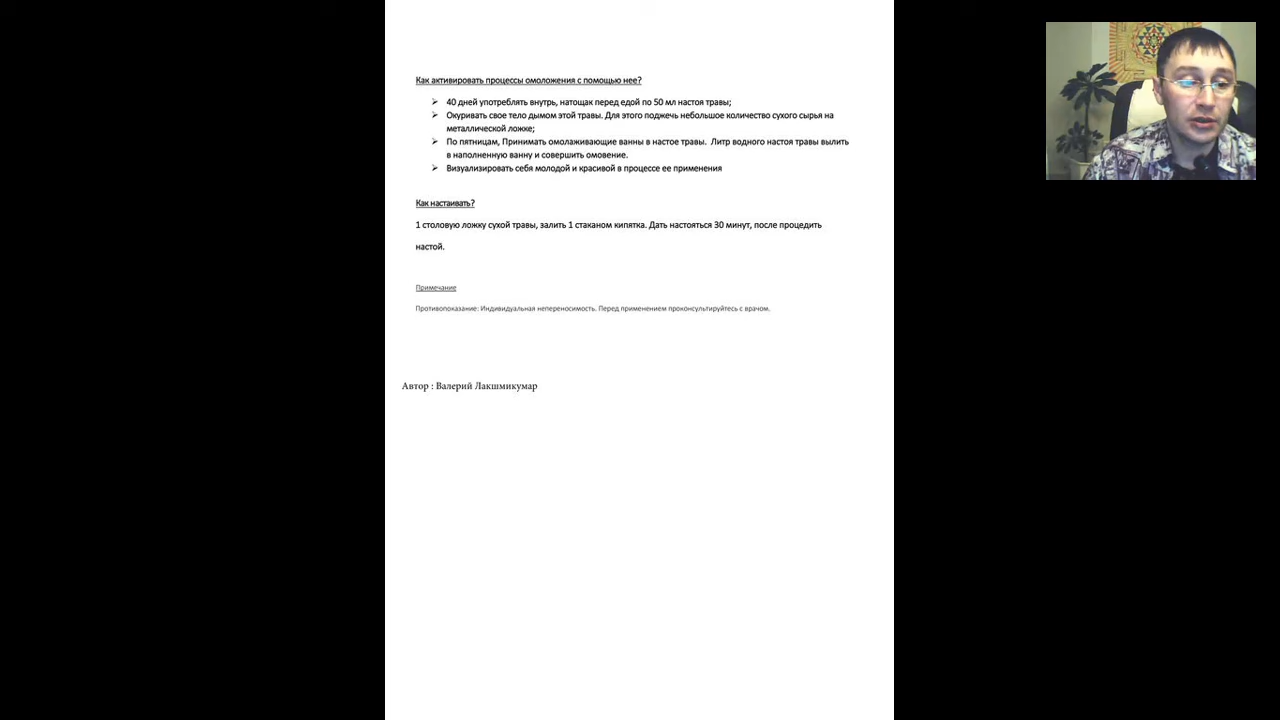 Как активировать процессы омоложения с помощью нее?
➢ 40 дней употреблять внутрь, натощак перед едой по 50 мл настоя травы;
➢ Окуривать свое тело дымом этой травы. Для этого поджечь небольшое количество сухого сырья на
металлической ложке;
➢ По пятницам, Принимать омолаживающие ванны в настое травы. Литр водного настоя травы вылить
в наполненную ванну и совершить омовение.
➢ Визуализировать себя молодой и красивой в процессе ее применения
Как настаивать?
1 столовую ложку сухой травы, залить 1 стаканом кипятка. Дать настояться 30 минут, после процедить
настой.
Примечание
Противопоказание: Индивидуальная непереносимость. Перед применением проконсультируйтесь с врачом.
Автор : Валерий Лакшмикумар